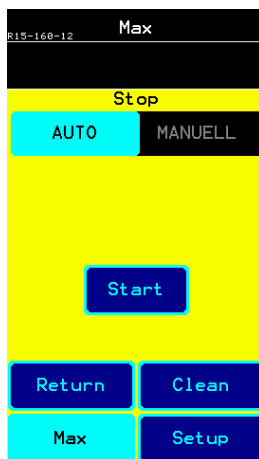 Max
R15-160-12
Stop
AUTO MANUELL
Start
Return Clean
Max Setup